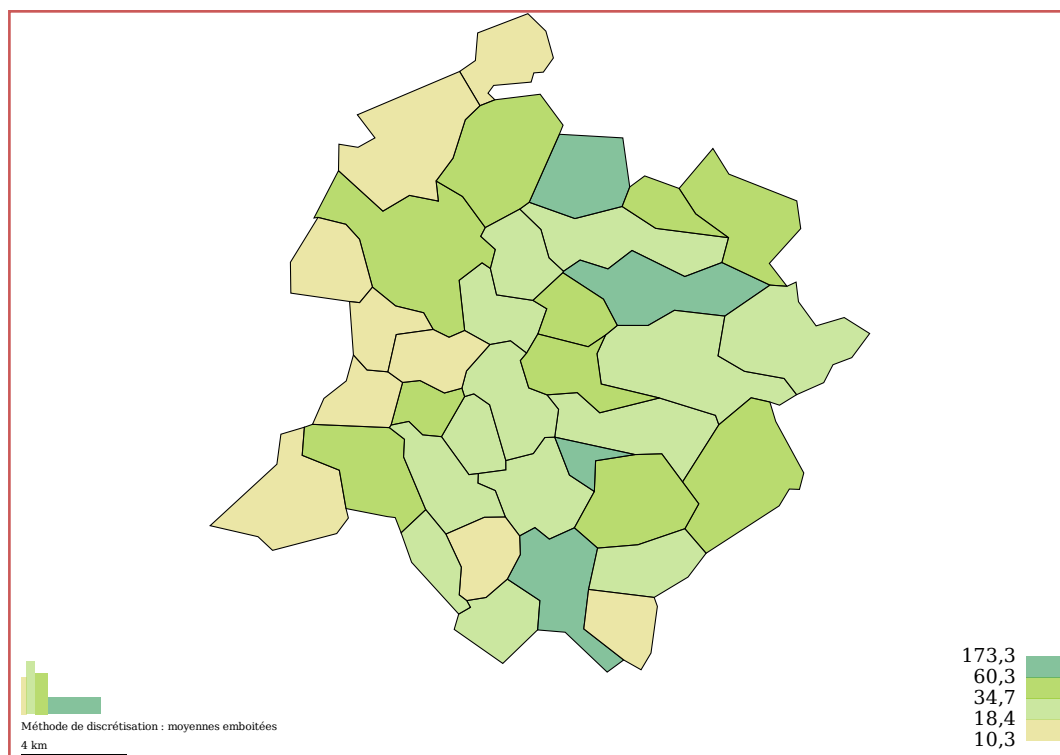 173,3
60,3
34,7
18,4
10,3
Méthode de discrétisation : moyennes emboitées
4 km